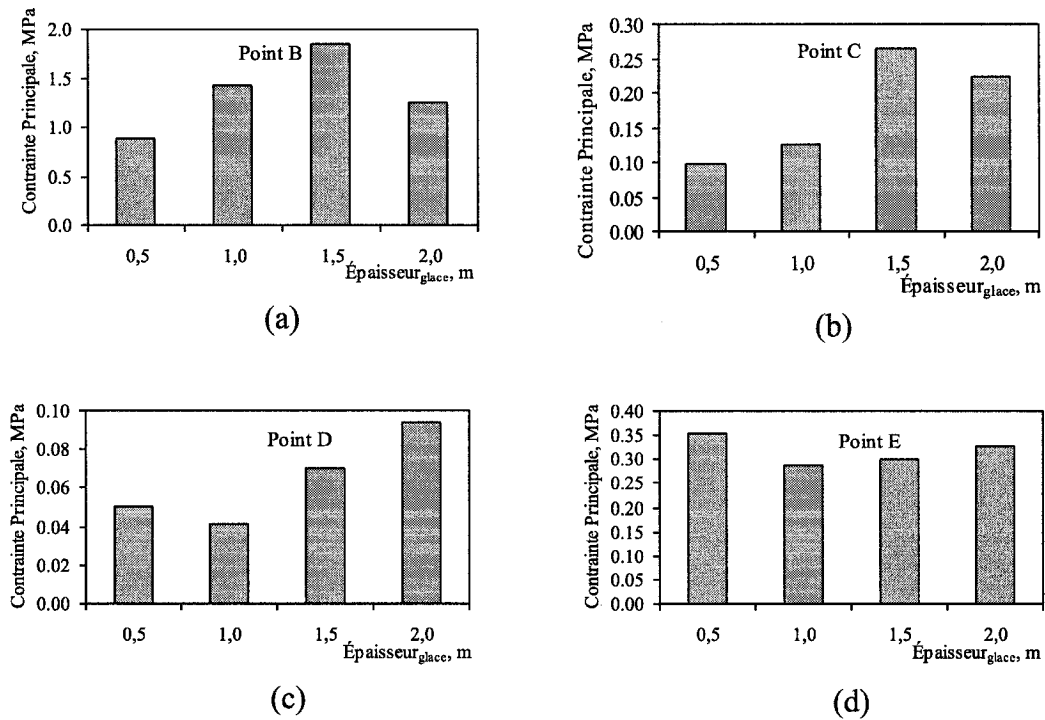 Contrainte Principale, MPa
2.0
1.5
1.0
0.5
0.0
Point B
0,5 1,0 1,5 2,0
Épaisseurglace, m
(a)
Contrainte Principale, MPa
0.30
0.25
0.20
0.15
0.10
0.05
0.00
Point C
0,5 1,0 1,5 2,0
Épaisseurglace, m
(b)
Contrainte Principale, MPa
0.10
0.08
0.06
0.04
0.02
0.00
Point D
0,5 1,0 1,5 2,0
Épaisseurglace, m
(c)
Contrainte Principale, MPa
0.40
0.35
0.30
0.25
0.20
0.15
0.10
0.05
0.00
Point E
0,5 1,0 1,5 2,0
Épaisseurglace, m
(d)